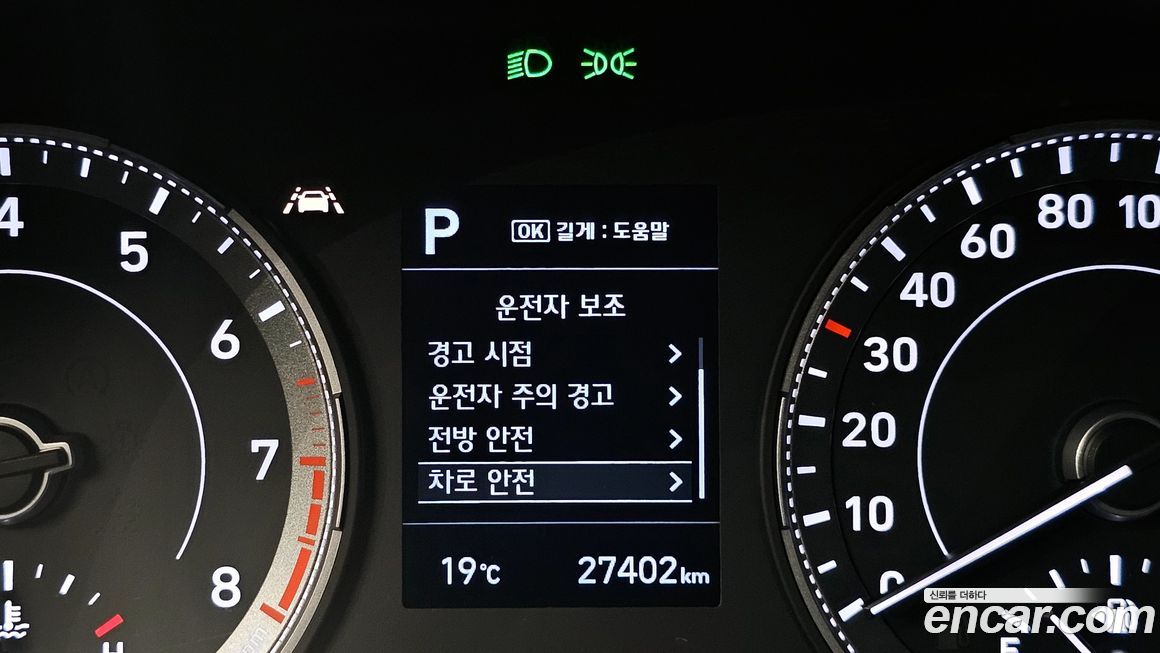 P
OK 길게 : 도움말
운전자 보조
경고 시점
운전자 주의 경고
전방 안전
차로 안전
19℃ 27402km
4
5
6
7
8
H
0
10
20
30
40
60
80
100
신뢰를 더하다
encar.com